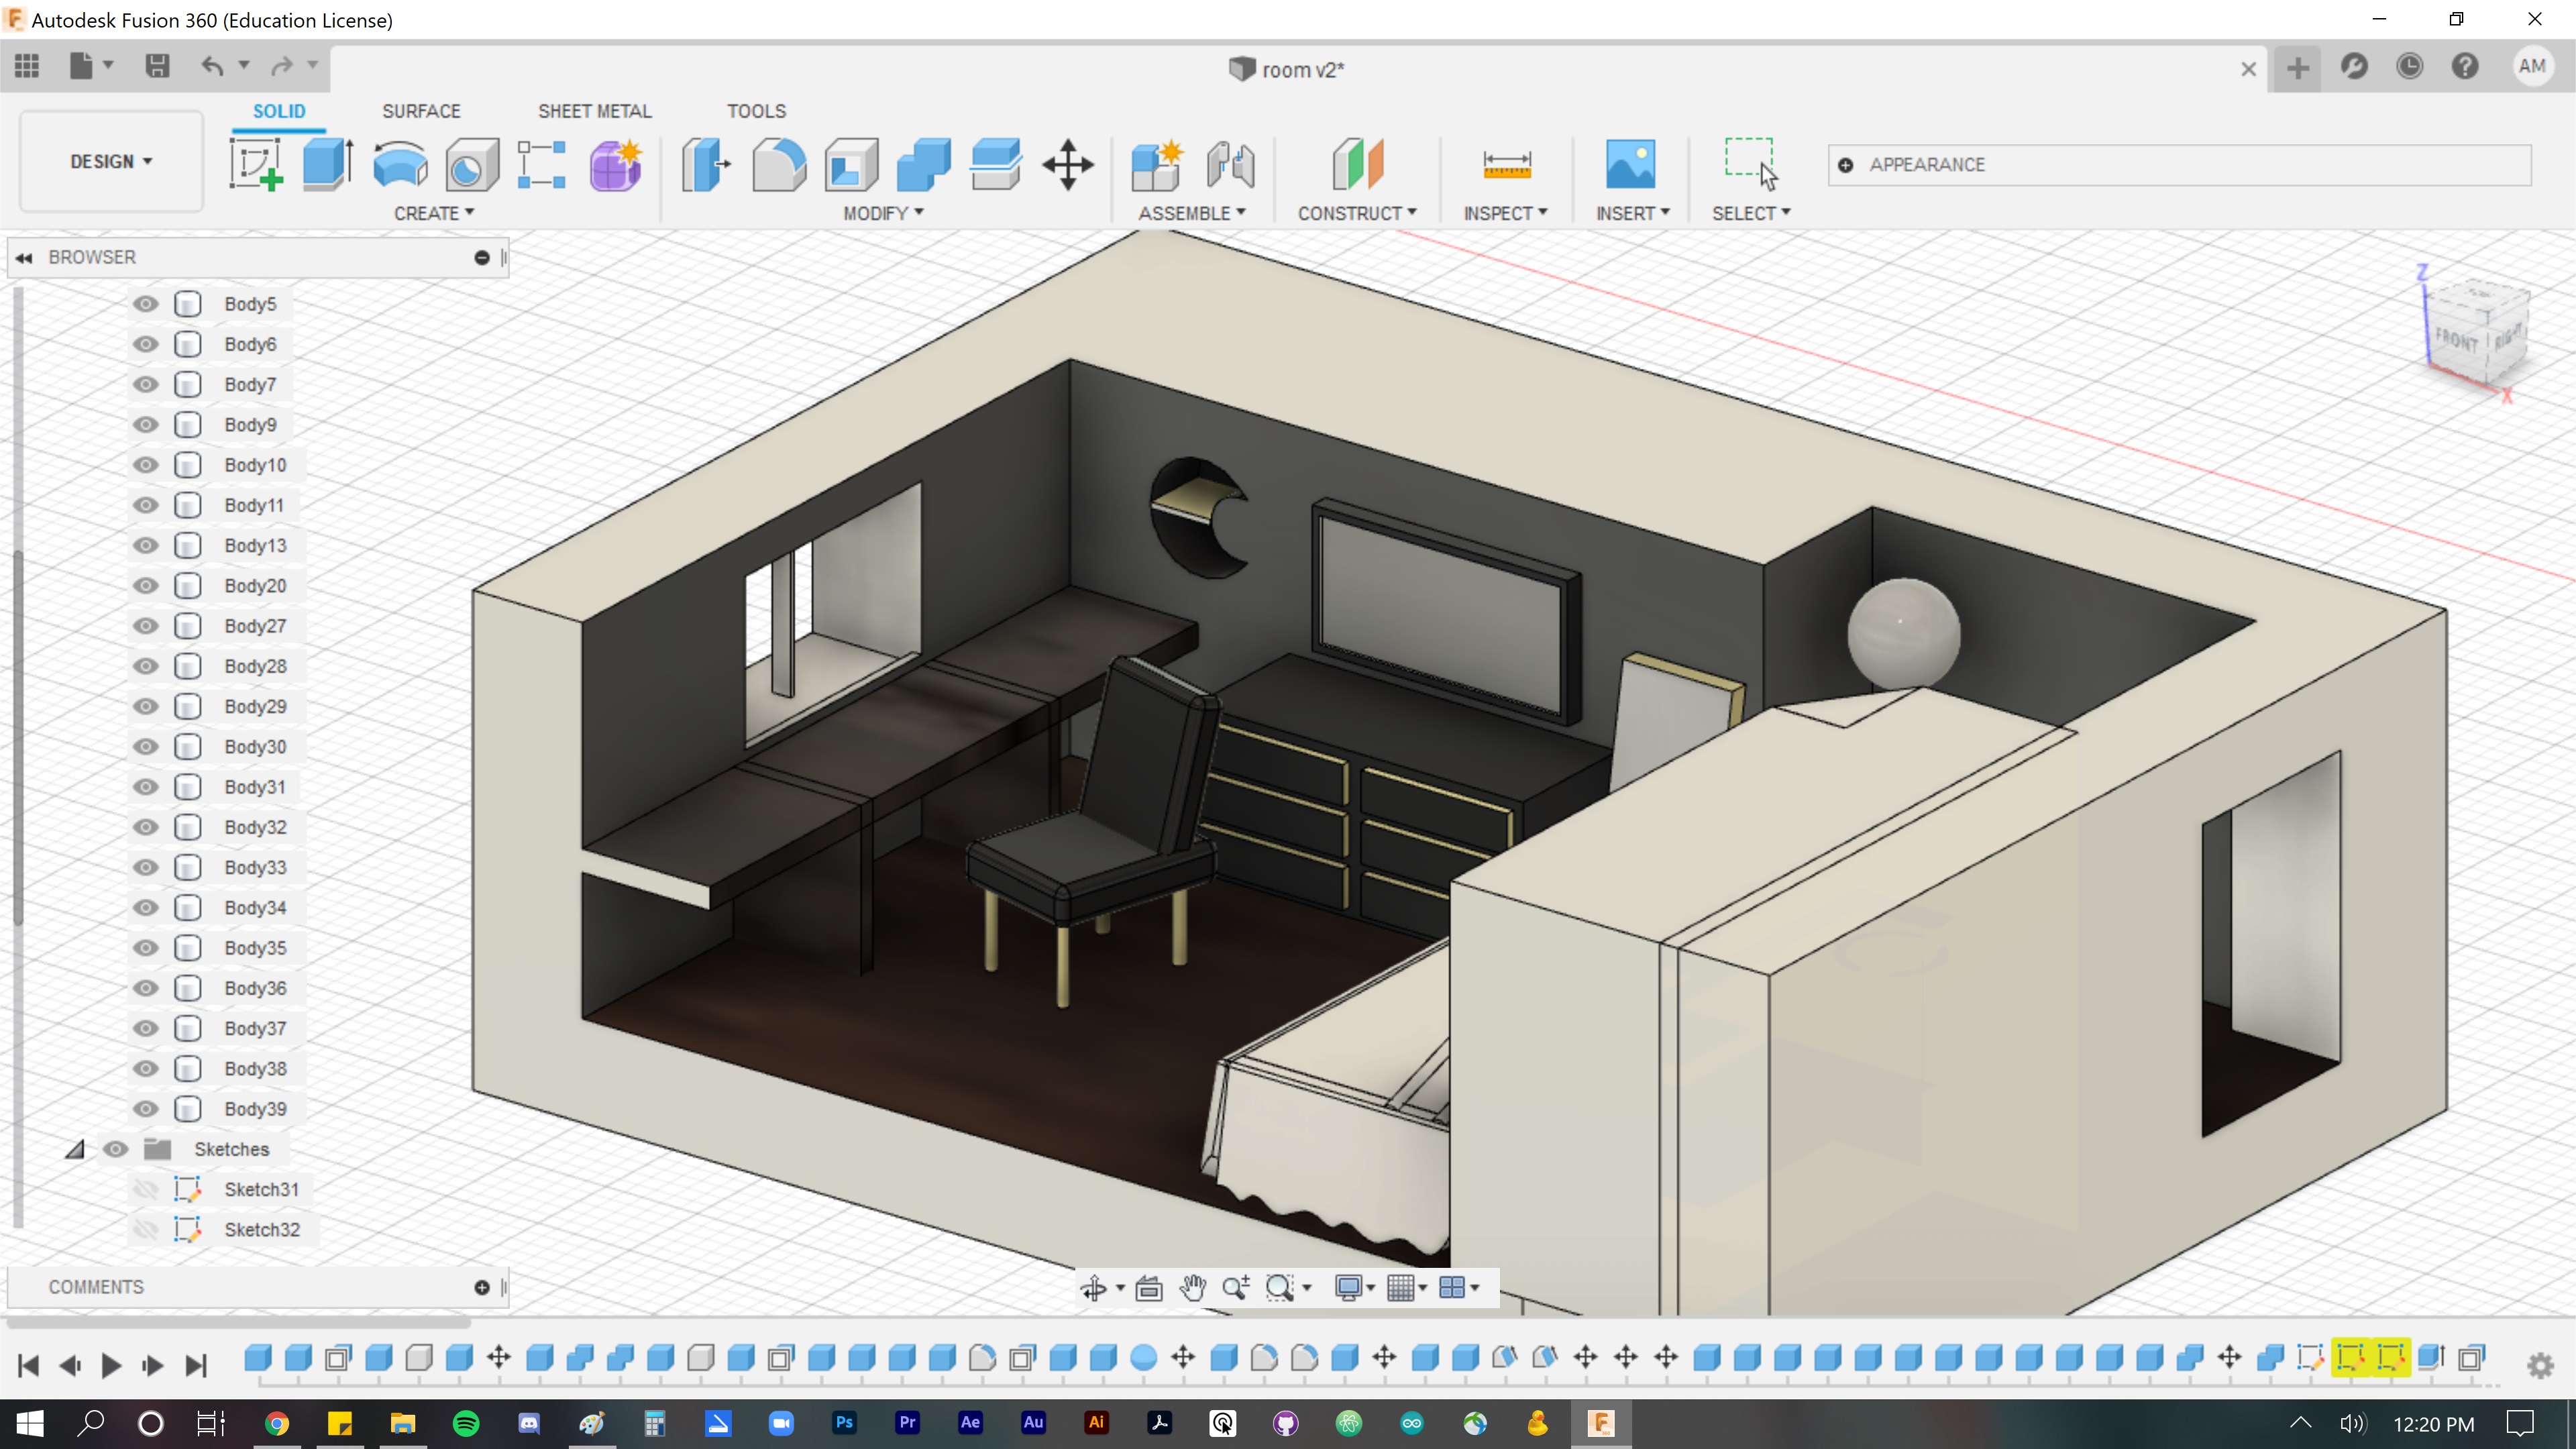 Autodesk Fusion 360 (Education License)
room v2*
AM
DESIGN
SOLID
SURFACE
SHEET METAL
TOOLS
CREATE
MODIFY
ASSEMBLE
CONSTRUCT
INSPECT
INSERT
SELECT
APPEARANCE
BROWSER
Body5
Body6
Body7
Body9
Body10
Body11
Body13
Body20
Body27
Body28
Body29
Body30
Body31
Body32
Body33
Body34
Body35
Body36
Body37
Body38
Body39
Sketches
Sketch31
Sketch32
Z
FRONT
RIGHT
X
COMMENTS
Ps
Pr
Ae
Au
Ai
12:20 PM